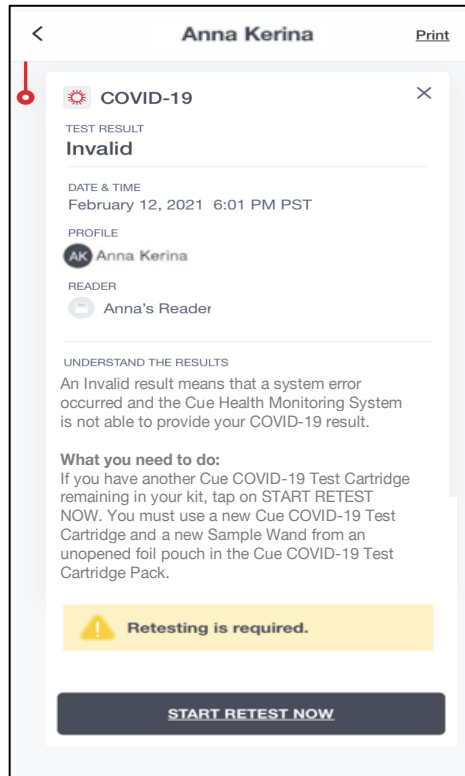 Anna Kerina
Print
COVID-19
TEST RESULT
Invalid
DATE & TIME
February 12, 2021 6:01 PM PST
PROFILE
AK Anna Kerina
READER
Anna's Reader
UNDERSTAND THE RESULTS
An Invalid result means that a system error
occurred and the Cue Health Monitoring System
is not able to provide your COVID-19 result.
What you need to do:
If you have another Cue COVID-19 Test Cartridge
remaining in your kit, tap on START RETEST
NOW. You must use a new Cue COVID-19 Test
Cartridge and a new Sample Wand from an
unopened foil pouch in the Cue COVID-19 Test
Cartridge Pack.
Retesting is required.
START RETEST NOW